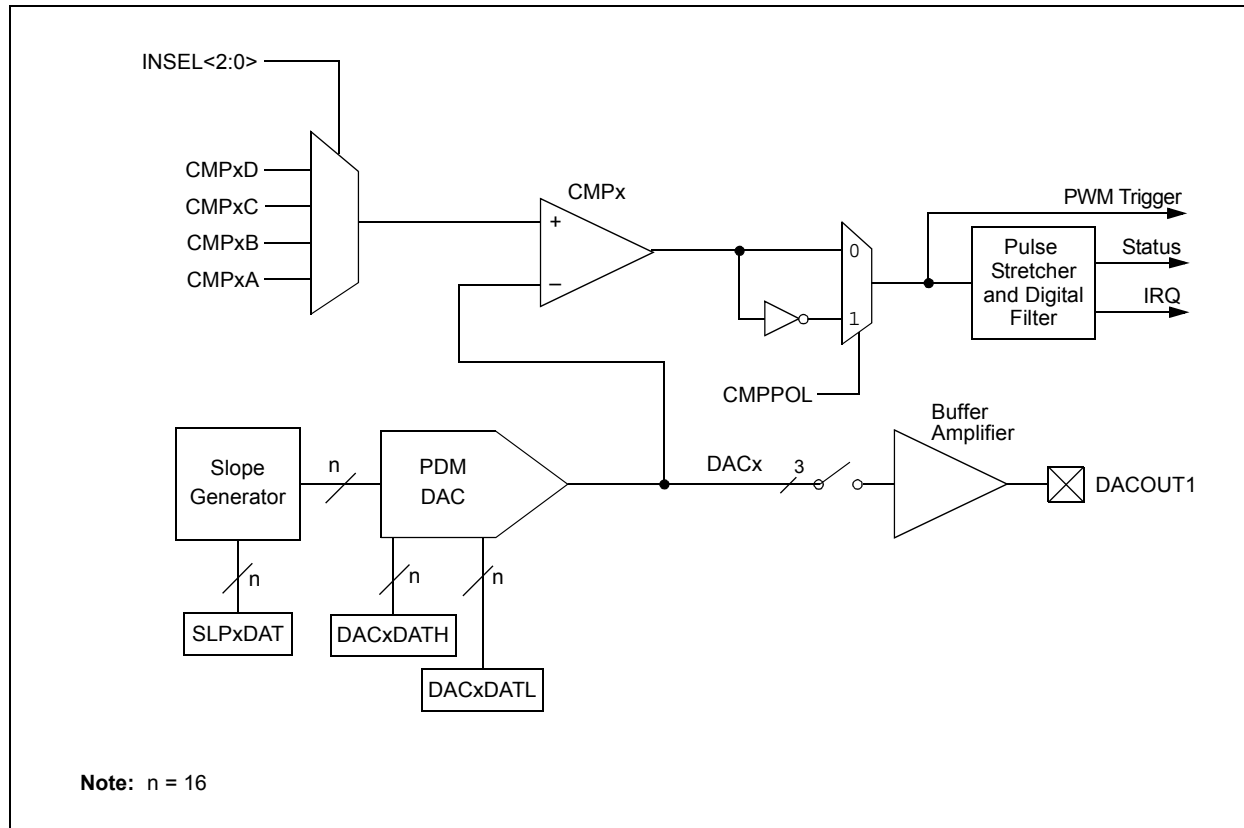 INSEL<2:0>
CMPxD
CMPxC
CMPxB
CMPxA
CMPx
+
–
0
1
CMPPOL
PWM Trigger
Pulse
Stretcher
and Digital
Filter
Status
IRQ
Slope
Generator
n
PDM
DAC
DACx
3
Buffer
Amplifier
DACOUT1
n
n
n
SLPxDAT
DACxDATH
DACxDATL
Note: n = 16